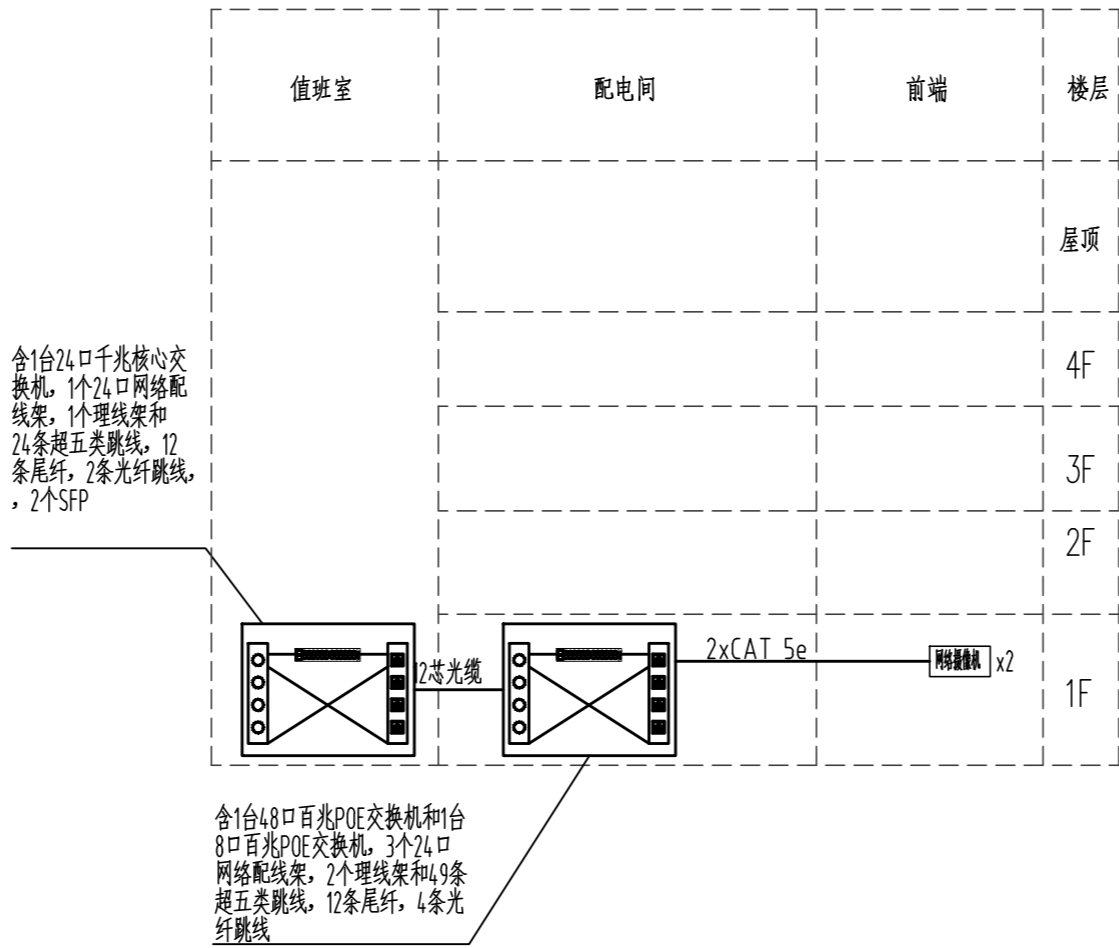 值班室
配电间
前端
楼层
屋顶
4F
3F
2F
1F
含1台24口千兆核心交
换机，1个24口网络配
线架，1个理线架和
24条超五类跳线，12
条尾纤，2条光纤跳线，
，2个SFP
12芯光缆
2xCAT 5e
网络摄像机
x2
含1台48口百兆POE交换机和1台
8口百兆POE交换机，3个24口
网络配线架，2个理线架和49条
超五类跳线，12条尾纤，4条光
纤跳线